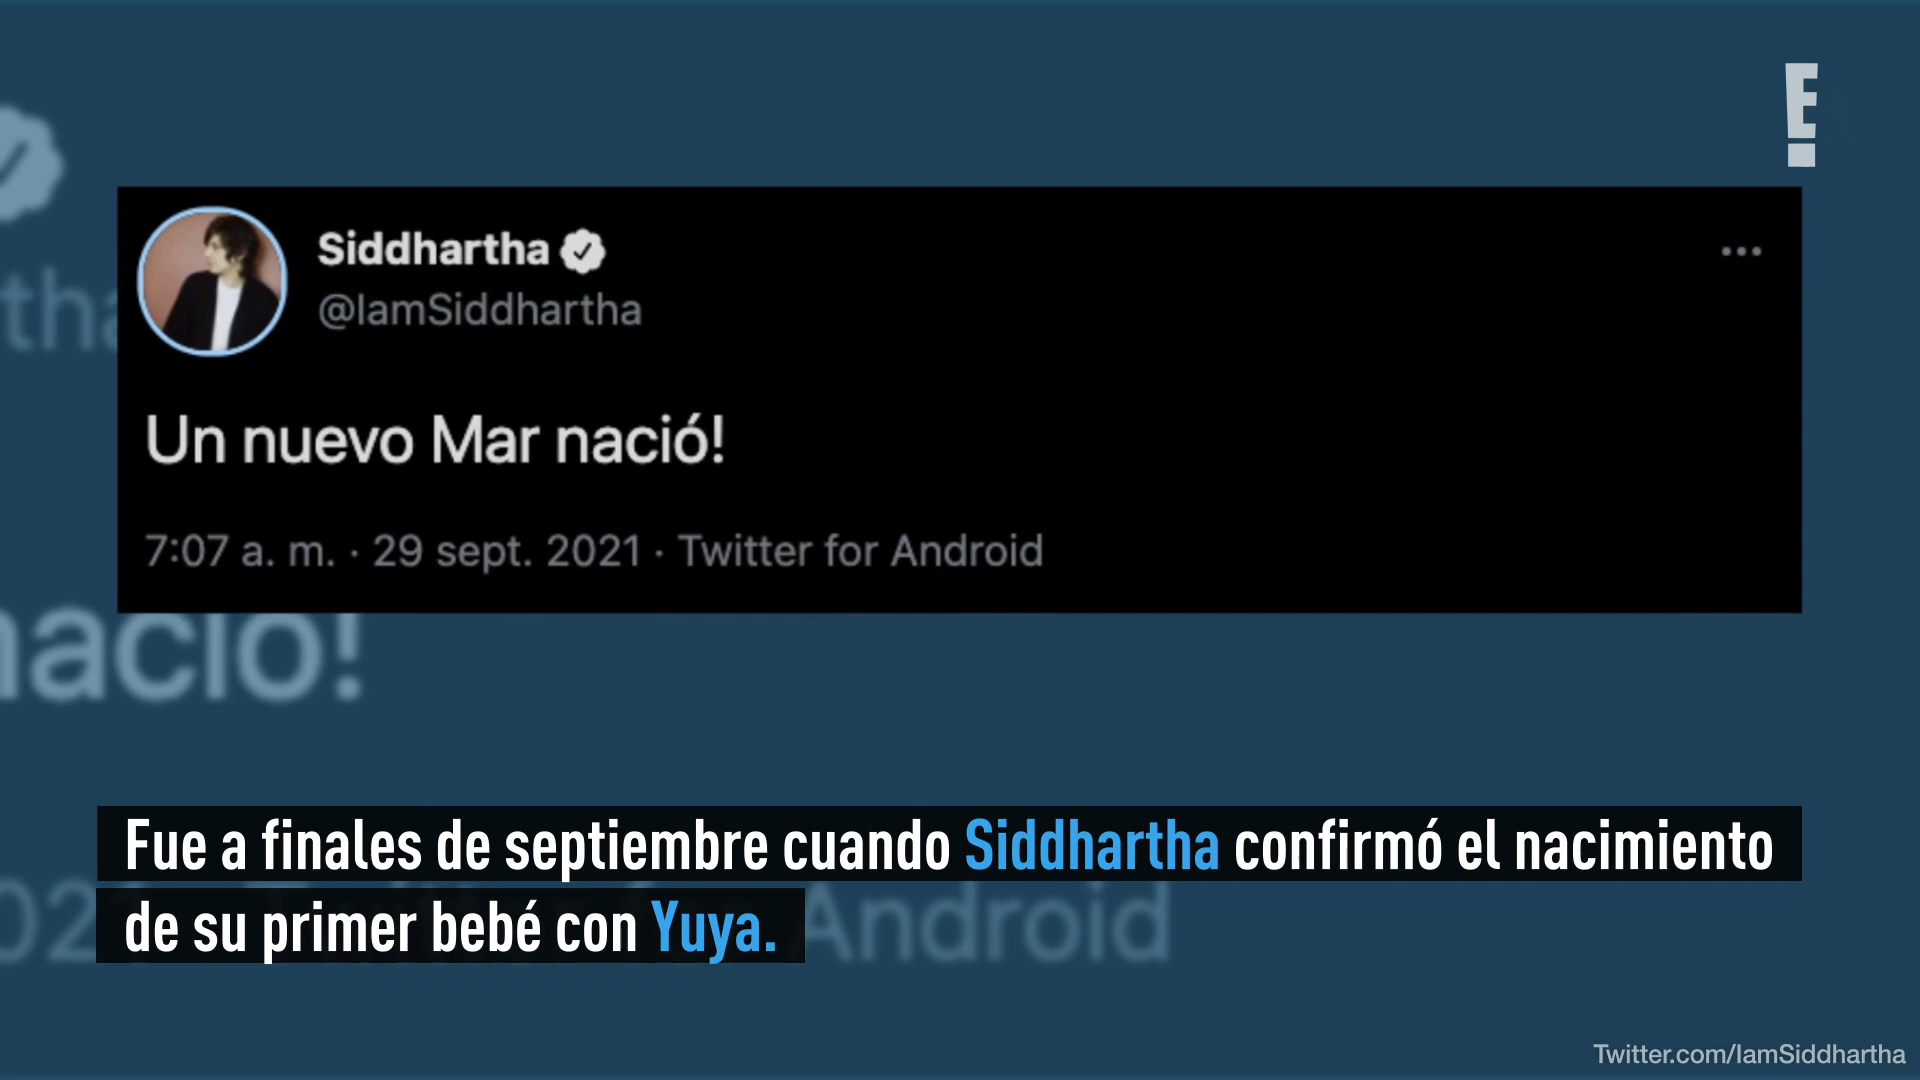 E!
Siddhartha
@IamSiddhartha
Un nuevo Mar nació!
7:07 a. m. · 29 sept. 2021 · Twitter for Android
Fue a finales de septiembre cuando Siddhartha confirmó el nacimiento
de su primer bebé con Yuya.
Twitter.com/IamSiddhartha